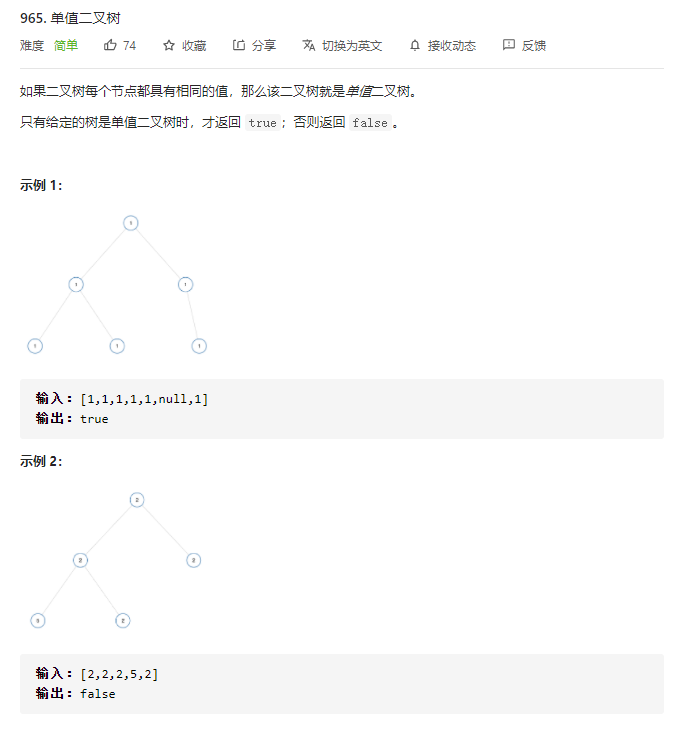 965. 单值二叉树
难度 简单 74 收藏 分享 切换为英文 接收动态 反馈
如果二叉树每个节点都具有相同的值，那么该二叉树就是单值二叉树。
只有给定的树是单值二叉树时，才返回 true；否则返回 false。
示例 1：
1
1 1
1 1 1
输入：[1,1,1,1,1,null,1]
输出：true
示例 2：
2
2 2
2
输入：[2,2,2,5,2]
输出：false